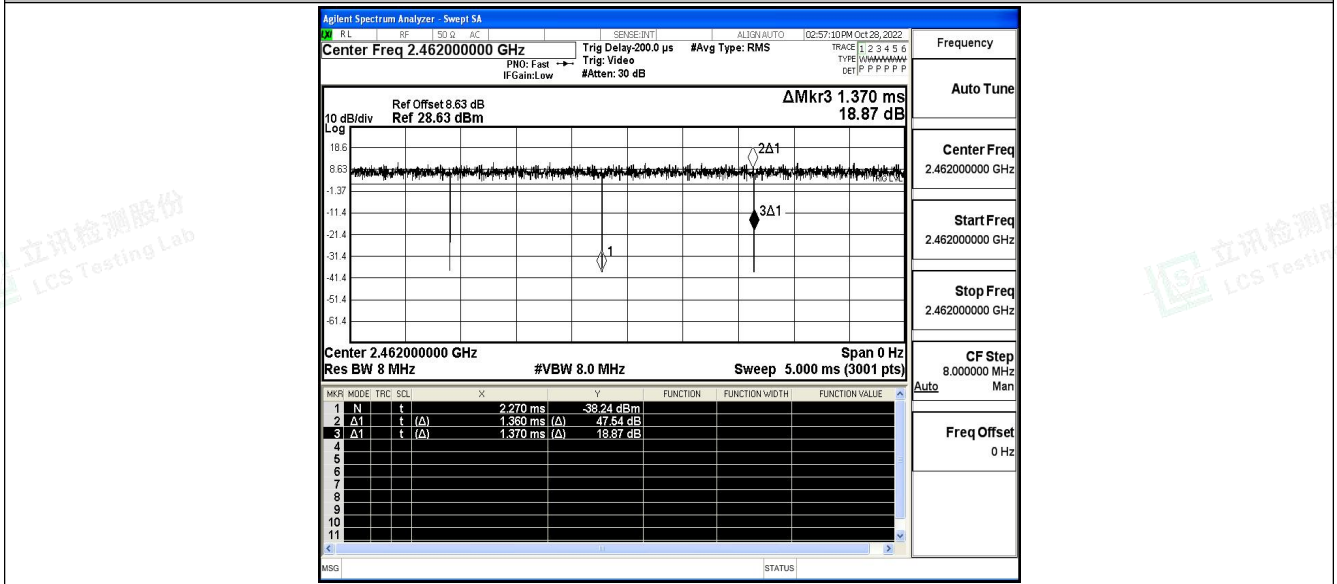 Agilent Spectrum Analyzer - Swept SA
LXI RL RF 50 Ω AC SENSE:INT ALIGN AUTO 02:57:10 PM Oct 28, 2022
Center Freq 2.462000000 GHz
PNO: Fast
IFGain:Low
Trig Delay-200.0 µs
Trig: Video
#Atten: 30 dB
#Avg Type: RMS
TRACE 1 2 3 4 5 6
TYPE WWWWWW
DET P P P P P P
Frequency
Auto Tune
Center Freq
2.462000000 GHz
Start Freq
2.462000000 GHz
Stop Freq
2.462000000 GHz
CF Step
8.000000 MHz
Auto Man
Freq Offset
0 Hz
ΔMkr3 1.370 ms
18.87 dB
Ref Offset 8.63 dB
10 dB/div Ref 28.63 dBm
Log
18.6
8.63
-1.37
-11.4
-21.4
-31.4
-41.4
-51.4
-61.4
2Δ1
TRIG LVL
3Δ1
1
Center 2.462000000 GHz Span 0 Hz
Res BW 8 MHz #VBW 8.0 MHz Sweep 5.000 ms (3001 pts)
MKR MODE TRC SCL X Y FUNCTION FUNCTION WIDTH FUNCTION VALUE
1 N t 2.270 ms -38.24 dBm
2 Δ1 t (Δ) 1.360 ms (Δ) 47.54 dB
3 Δ1 t (Δ) 1.370 ms (Δ) 18.87 dB
4
5
6
7
8
9
10
11
MSG STATUS
立讯检测股份
LCS Testing Lab
立讯检测股
LCS Testin